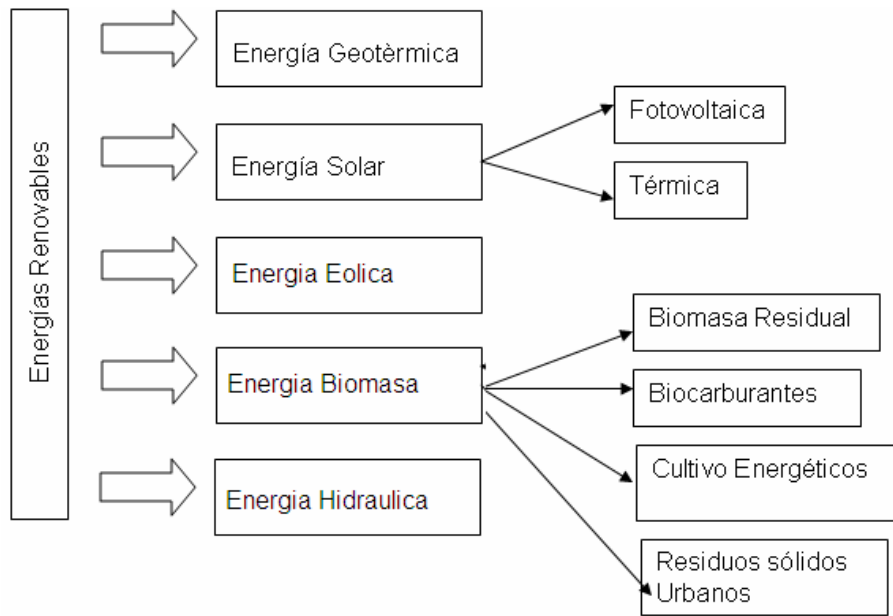 Energías Renovables
Energía Geotèrmica
Energía Solar
Fotovoltaica
Térmica
Energia Eolica
Energia Biomasa
Biomasa Residual
Biocarburantes
Cultivo Energéticos
Residuos sólidos
Urbanos
Energia Hidraulica